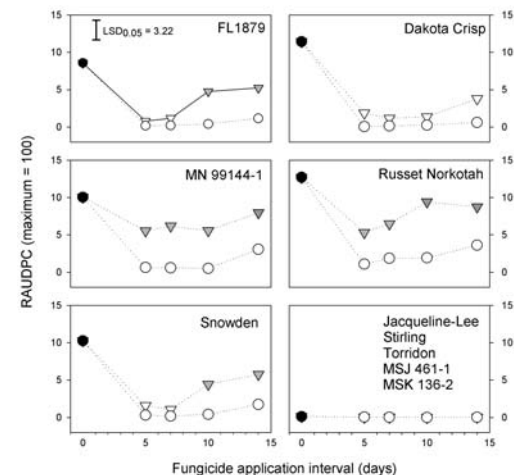 15
10
5
0
LSD0.05 = 3.22
FL1879
Dakota Crisp
15
10
5
0
15
10
5
0
MN 99144-1
Russet Norkotah
15
10
5
0
15
10
5
0
Snowden
Jacqueline-Lee
Stirling
Torridon
MSJ 461-1
MSK 136-2
15
10
5
0
0 5 10 15
0 5 10 15
RAUDPC (maximum = 100)
Fungicide application interval (days)